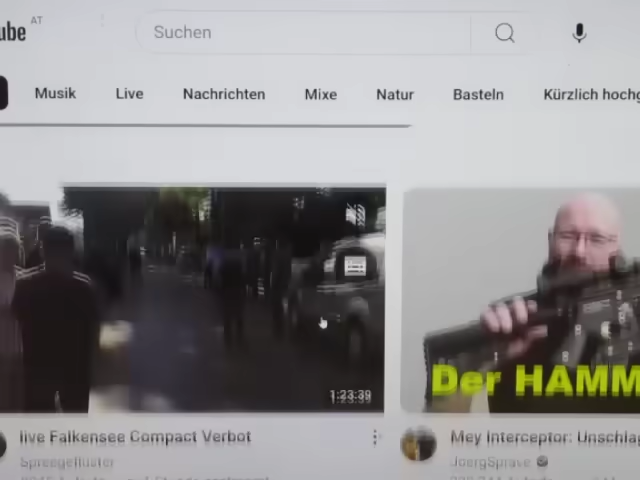 ube AT
Suchen
Musik Live Nachrichten Mixe Natur Basteln Kürzlich hochg
Der HAMM
1:23:39
live Falkensee Compact Verbot
Spreegeflüster
Mey Interceptor: Unschlag
JoergSprave